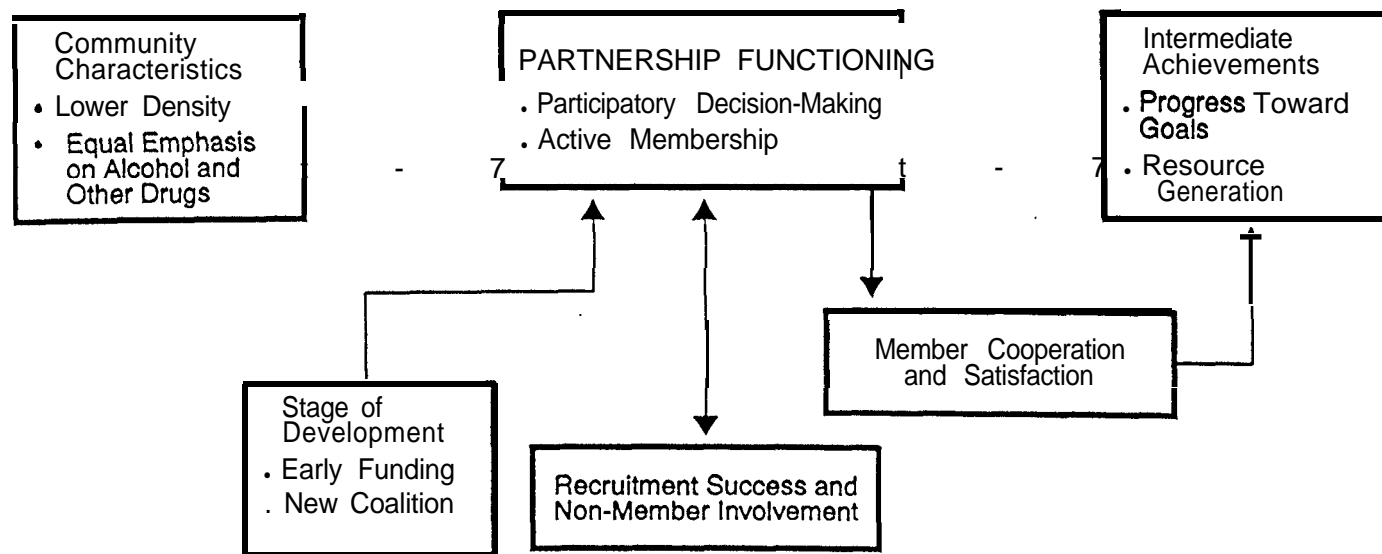 Community
Characteristics
• Lower Density
• Equal Emphasis
on Alcohol and
Other Drugs
- 7
PARTNERSHIP FUNCTIONING
. Participatory Decision-Making
. Active Membership
t - 7
Intermediate
Achievements
. Progress Toward
Goals
. Resource
Generation
Stage of
Development
. Early Funding
. New Coalition
Recruitment Success and
Non-Member Involvement
Member Cooperation
and Satisfaction